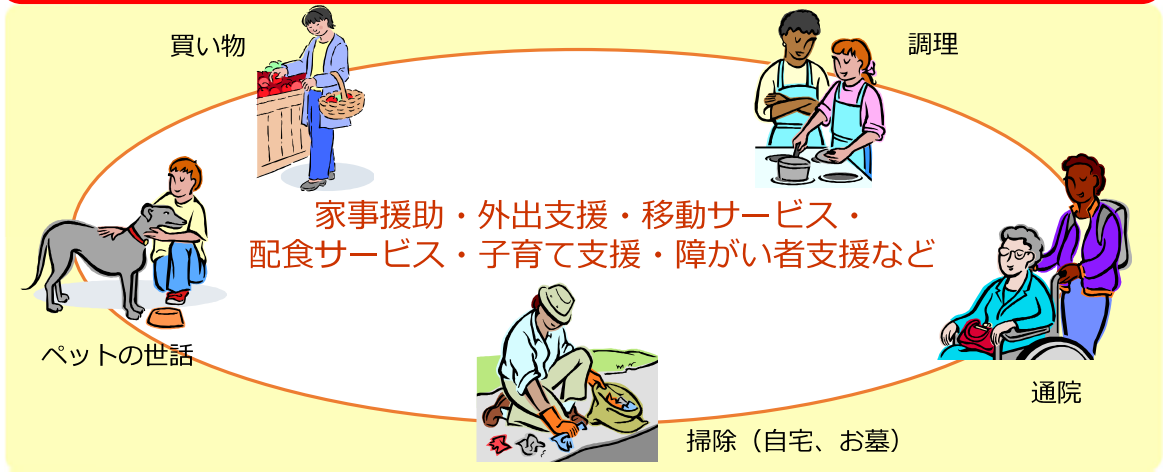 買い物
調理
家事援助・外出支援・移動サービス・
配食サービス・子育て支援・障がい者支援など
ペットの世話
通院
掃除（自宅、お墓）